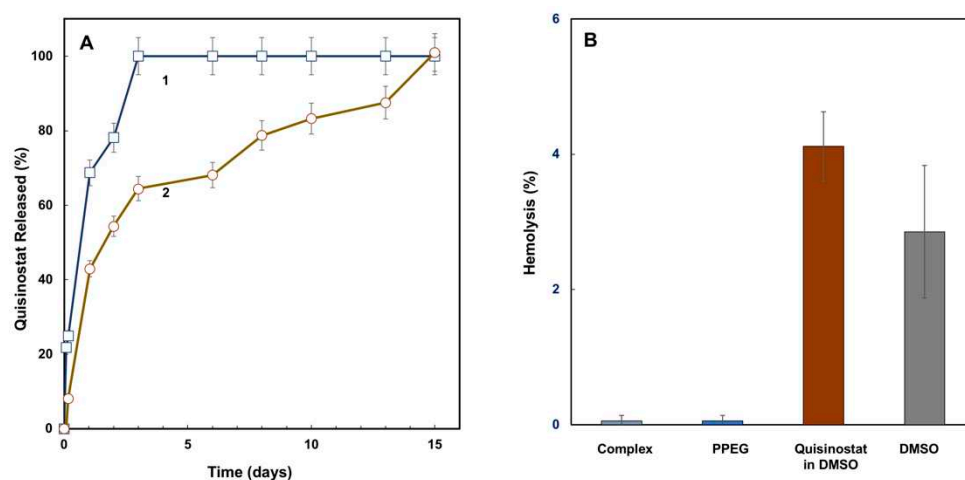 A
Quisinostat Released (%)
100
80
60
40
20
0
1
2
0
5
10
15
Time (days)
B
Hemolysis (%)
6
4
2
0
Complex
PPEG
Quisinostat
in DMSO
DMSO